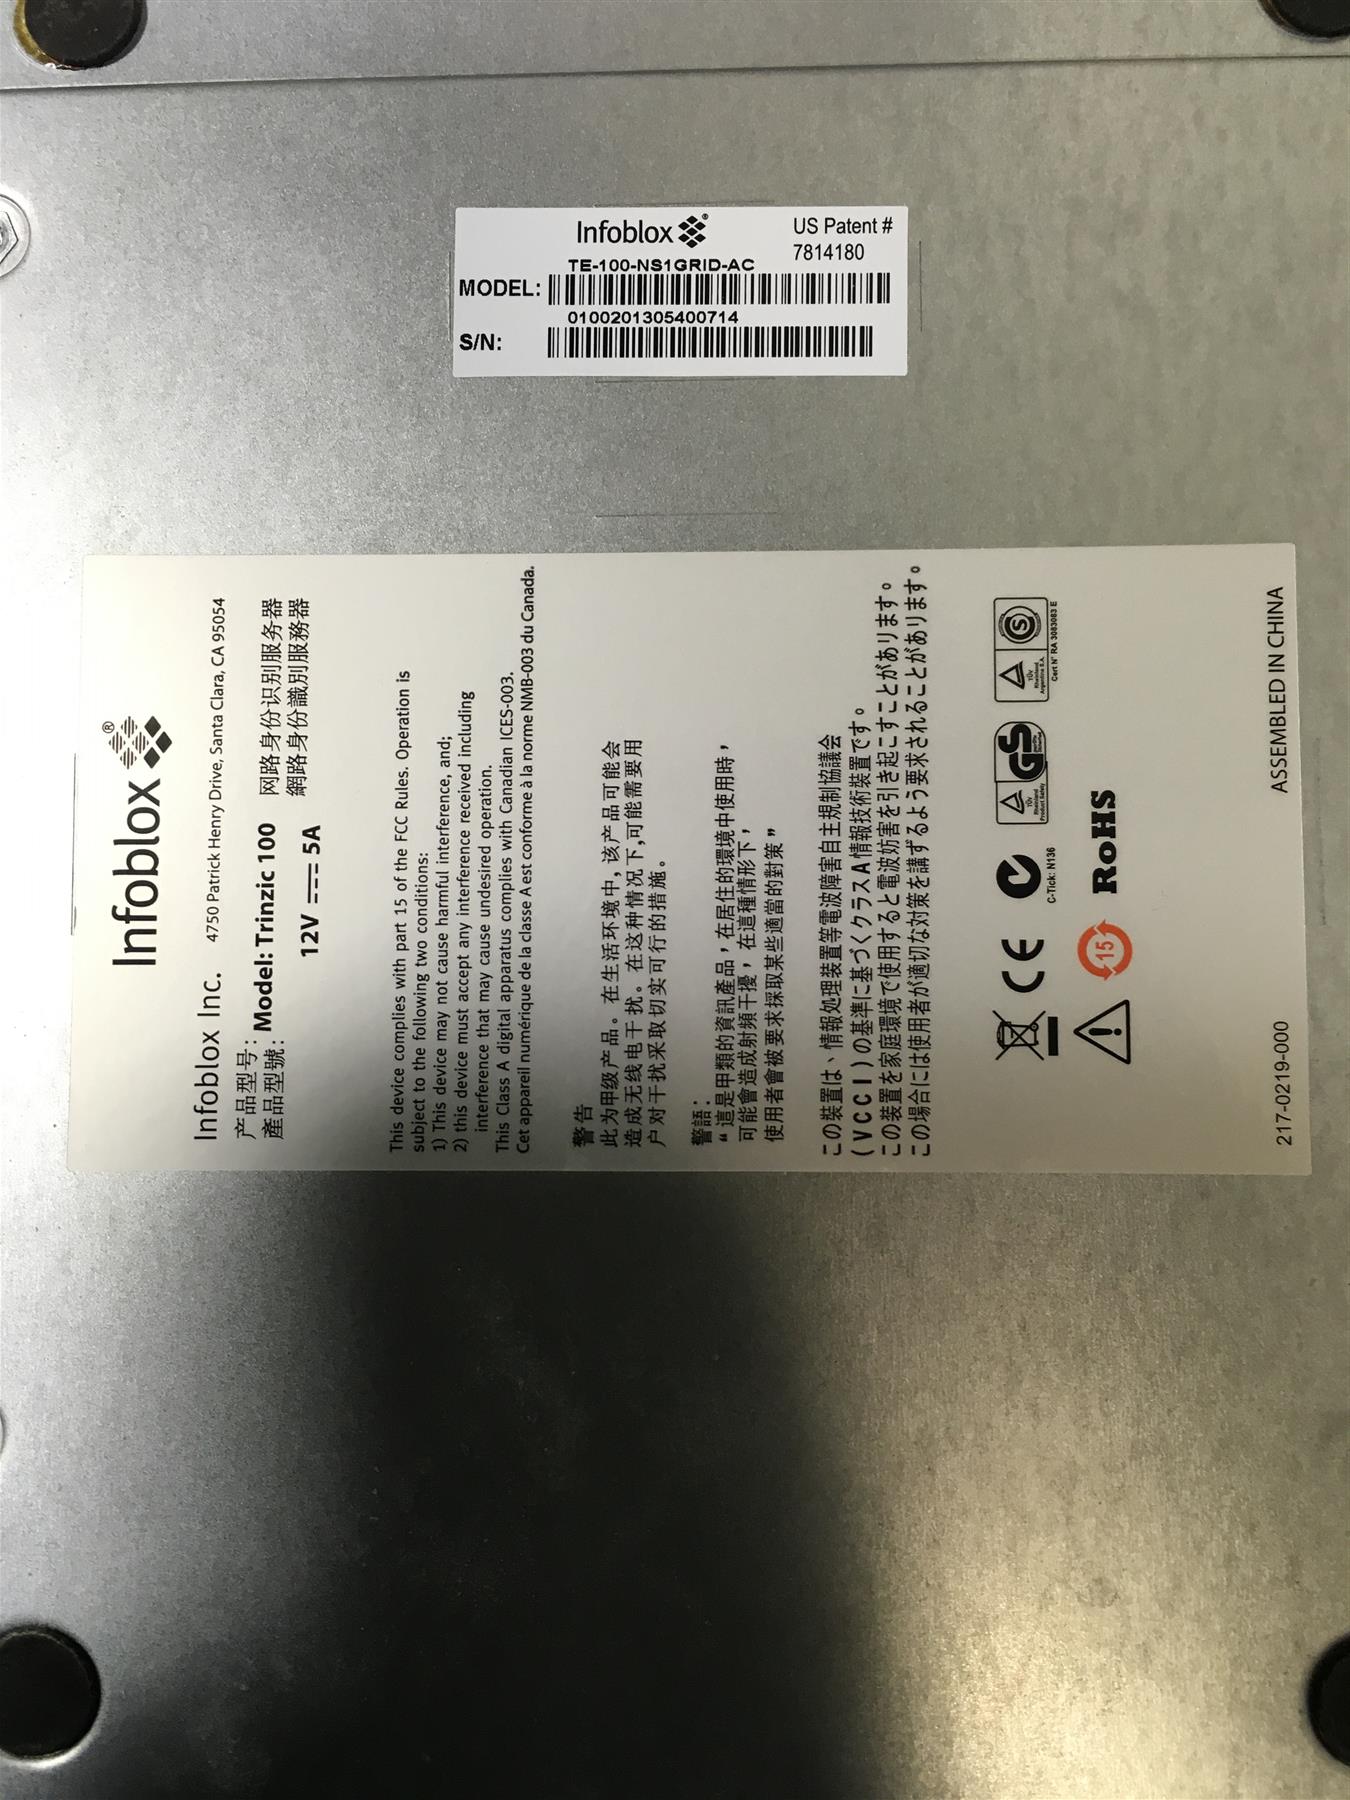 Infoblox®
US Patent #
7814180
TE-100-NS1GRID-AC
MODEL:
0100201305400714
S/N:
Infoblox®
Infoblox Inc. 4750 Patrick Henry Drive, Santa Clara, CA 95054
产品型号: Model: Trinzic 100 网路身份识别服务器
產品型號: 網路身份識別服務器
12V 5A
This device complies with part 15 of the FCC Rules. Operation is
subject to the following two conditions:
1) This device may not cause harmful interference, and;
2) this device must accept any interference received including
interference that may cause undesired operation.
This Class A digital apparatus complies with Canadian ICES-003.
Cet appareil numérique de la classe A est conforme à la norme NMB-003 du Canada.
警告
此为甲级产品。在生活环境中,该产品可能会
造成无线电干扰。在这种情况下,可能需要用
户对干扰采取切实可行的措施。
警語:
“這是甲類的資訊產品，在居住的環境中使用時，
可能會造成射頻干擾，在這種情形下，
使用者會被要求採取某些適當的對策”
この装置は、情報処理装置等電波障害自主規制協議会
(VCCI)の基準に基づくクラスA情報技術装置です。
この装置を家庭環境で使用すると電波妨害を引き起こすことがあります。
この場合には使用者が適切な対策を講ずるよう要求されることがあります。
CE
C-Tick: N136
TÜV
Rheinland
Product Safety
GS
TÜV
Rheinland
Argentina S.A.
S
Cert N° RA 3083083 E
15
RoHS
217-0219-000
ASSEMBLED IN CHINA